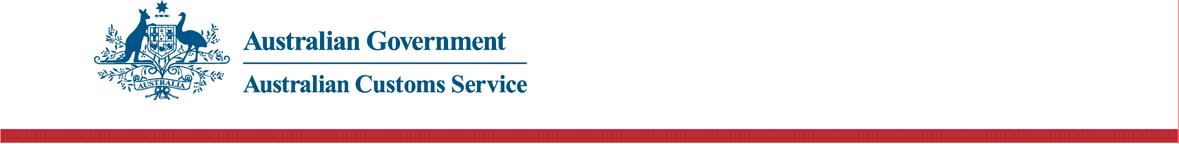 Australian Government
Australian Customs Service
AUSTRALIA